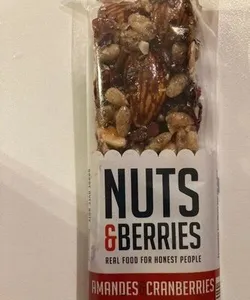 NUTS
&BERRIES
REAL FOOD FOR HONEST PEOPLE
AMANDES CRANBERRIES